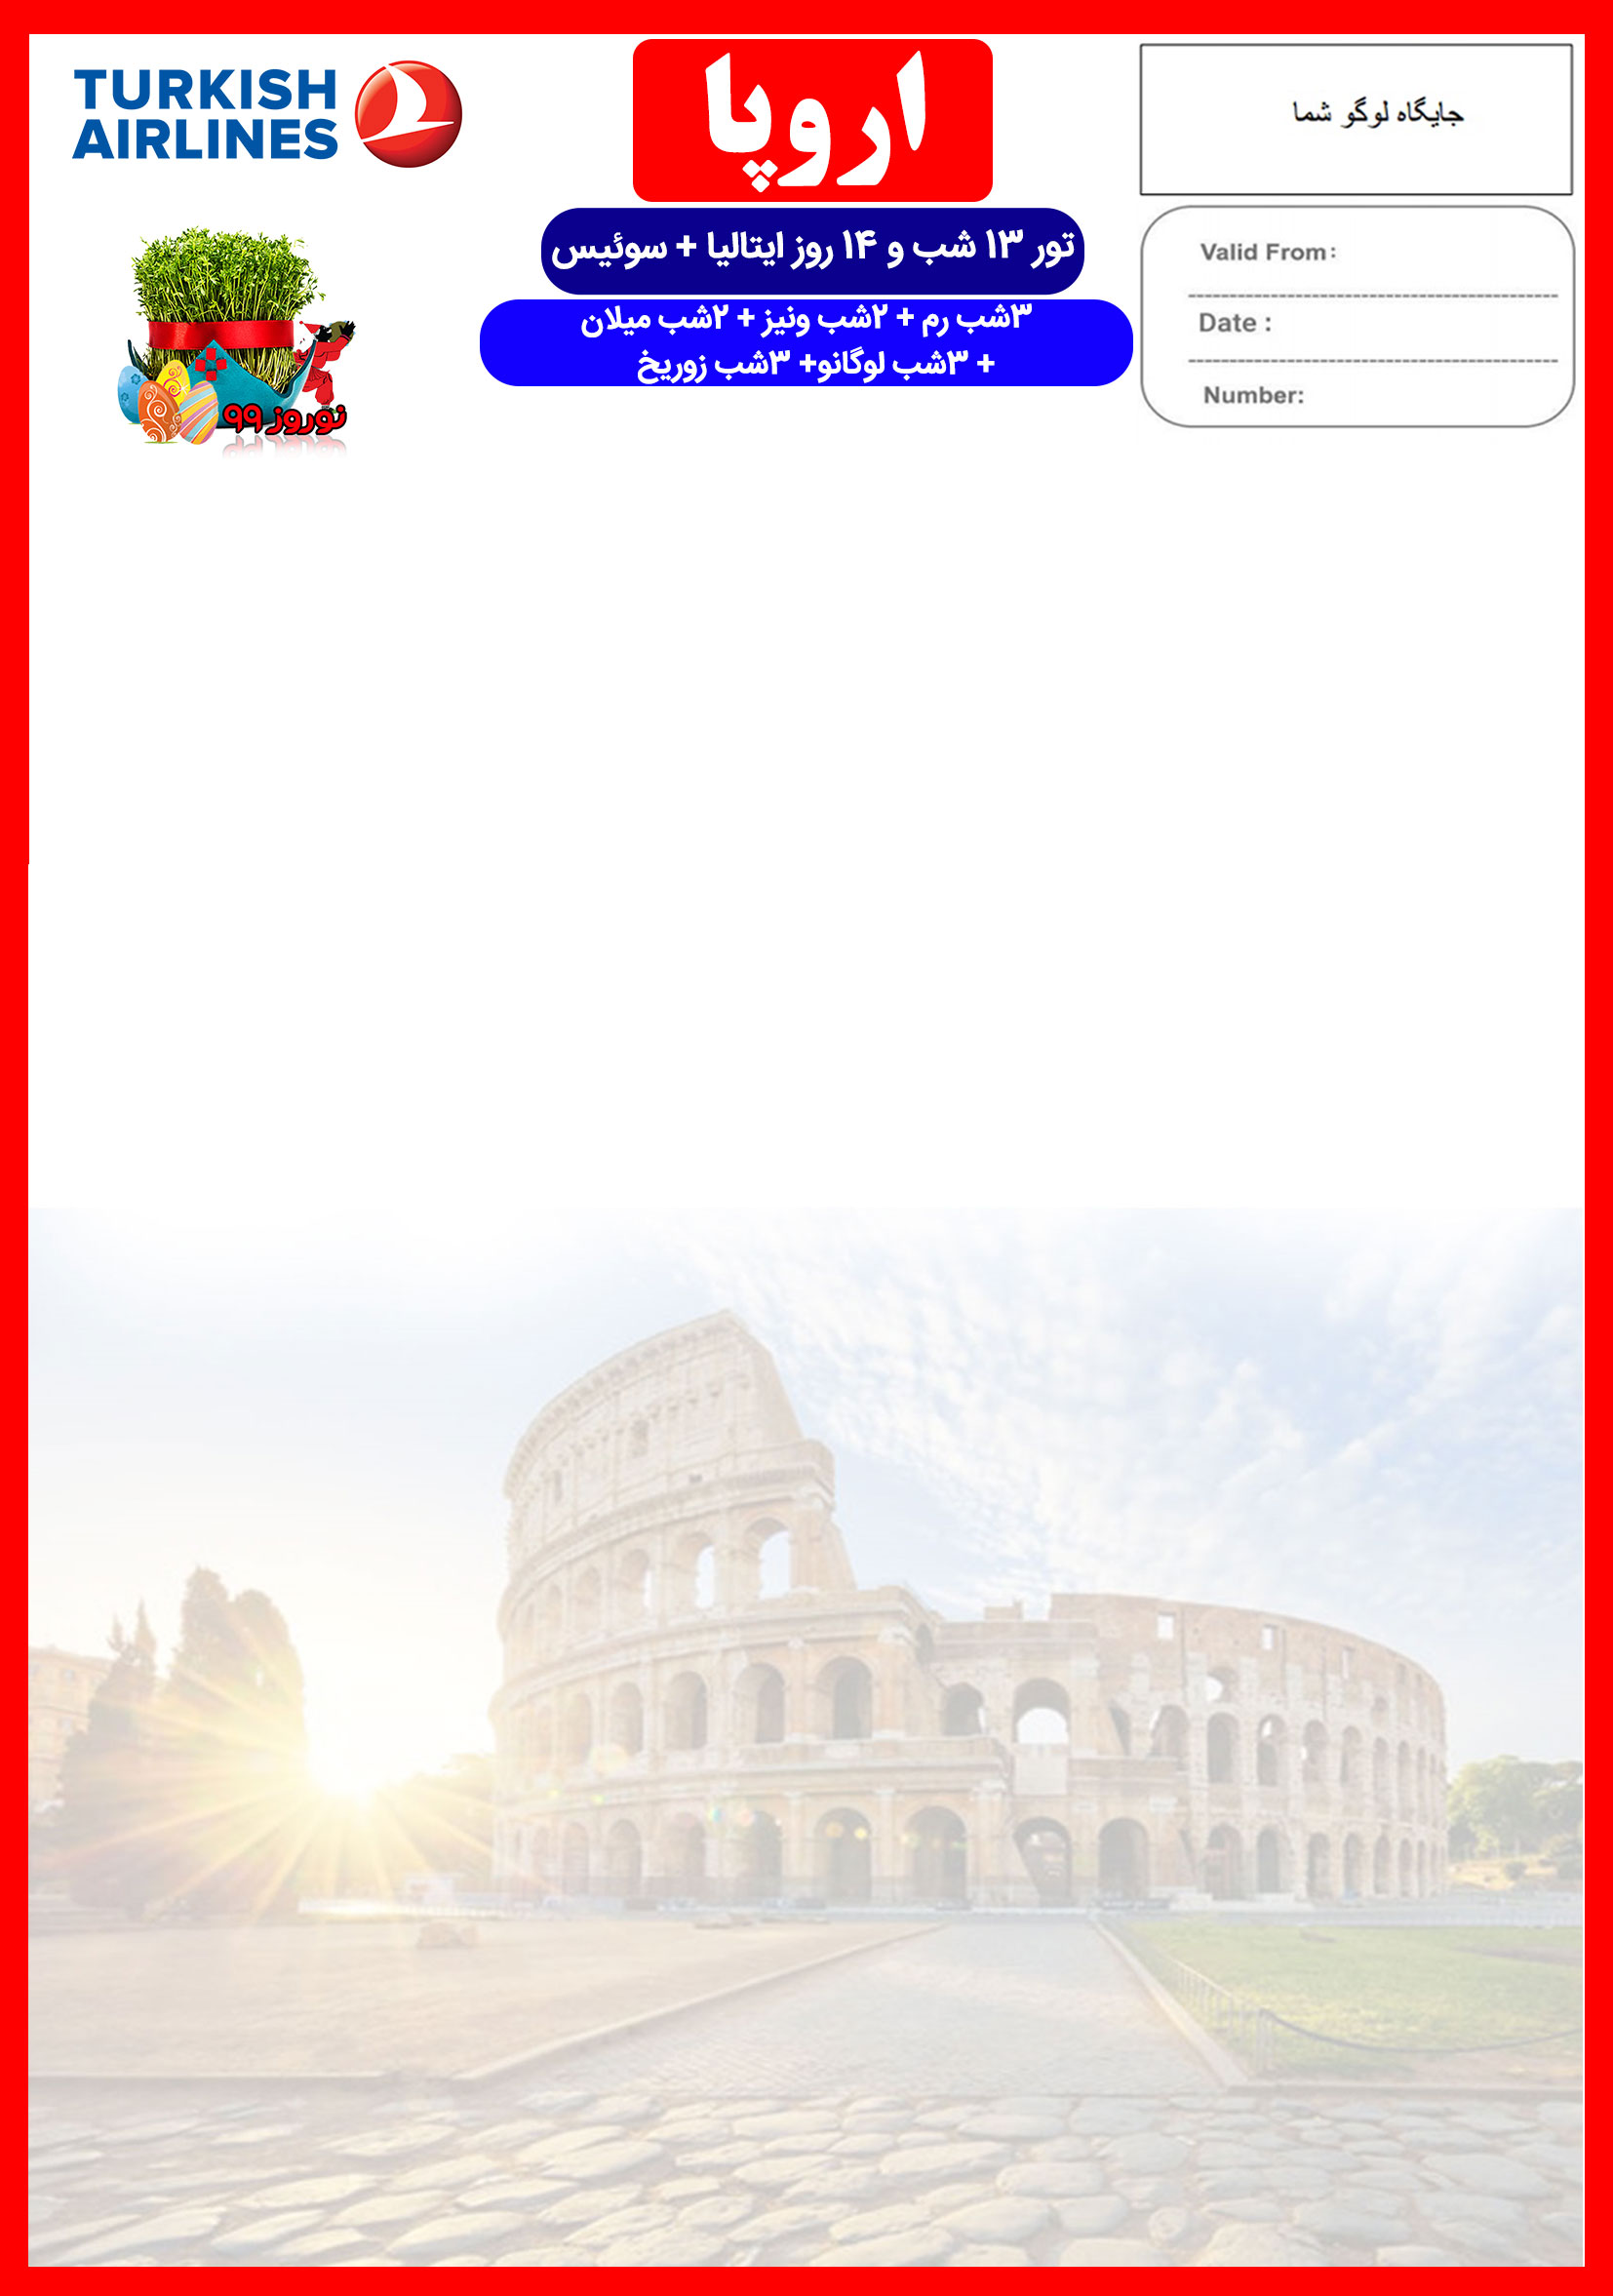 TURKISH
AIRLINES
اروپا
جایگاه لوگو شما
تور ۱۳ شب و ۱۴ روز ایتالیا + سوئیس
۳شب رم + ۲شب ونیز + ۲شب میلان
+ ۳شب لوگانو+ ۳شب زوریخ
Valid From:
Date :
Number:
نوروز ۹۹